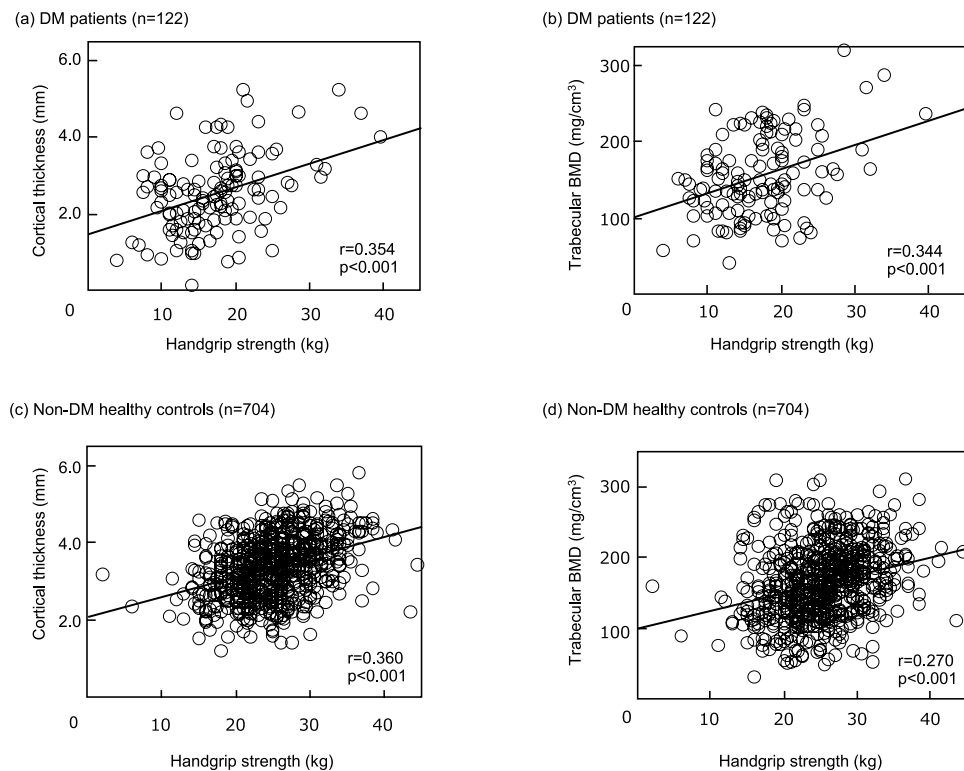 (a) DM patients (n=122)
6.0
4.0
2.0
0
10
20
30
40
Cortical thickness (mm)
Handgrip strength (kg)
r=0.354
p<0.001
(b) DM patients (n=122)
300
200
100
0
10
20
30
40
Trabecular BMD (mg/cm³)
Handgrip strength (kg)
r=0.344
p<0.001
(c) Non-DM healthy controls (n=704)
6.0
4.0
2.0
0
10
20
30
40
Cortical thickness (mm)
Handgrip strength (kg)
r=0.360
p<0.001
(d) Non-DM healthy controls (n=704)
300
200
100
0
10
20
30
40
Trabecular BMD (mg/cm³)
Handgrip strength (kg)
r=0.270
p<0.001